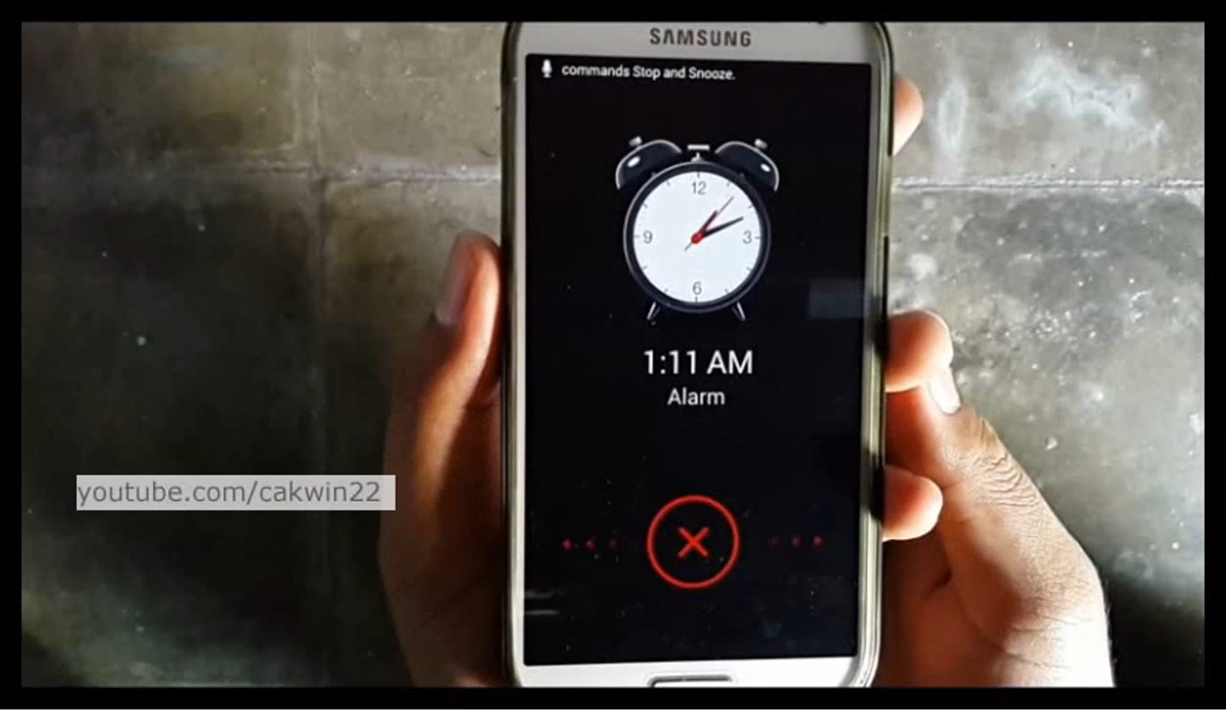 SAMSUNG
commands Stop and Snooze.
12
9
3
6
1:11 AM
Alarm
youtube.com/cakwin22